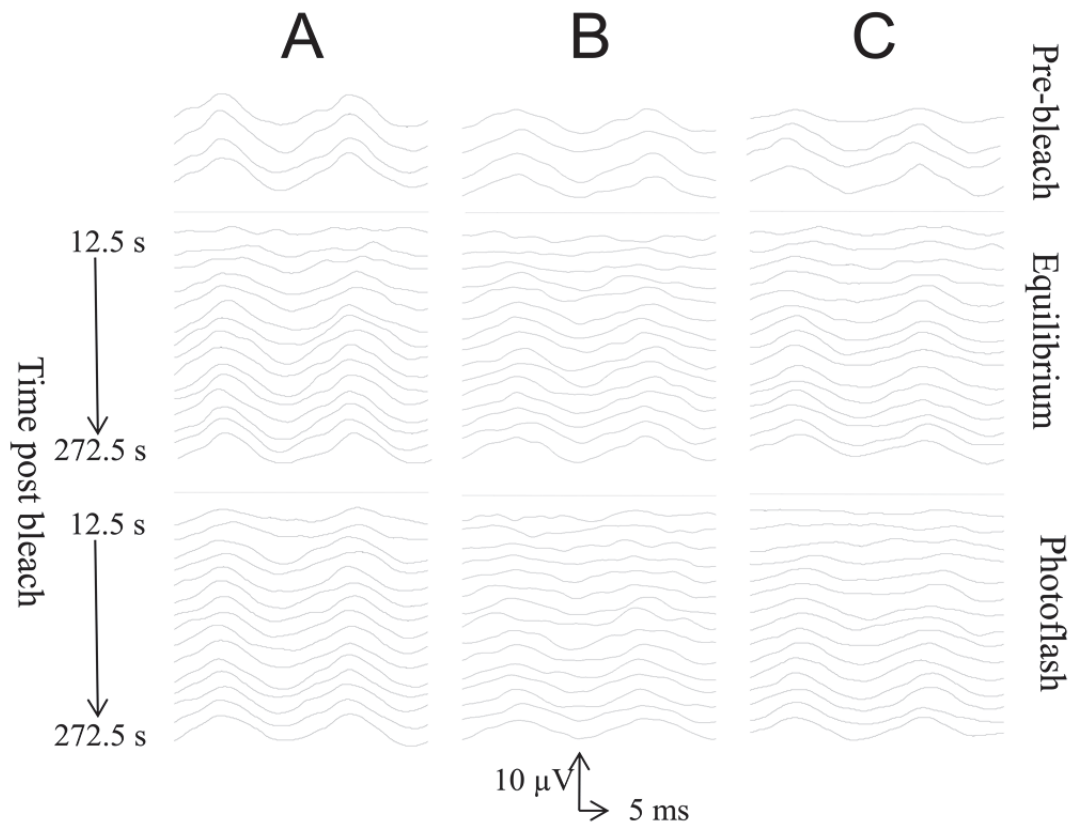 A B C
Pre-bleach
12.5 s
Equilibrium
Time post bleach
272.5 s
12.5 s
Photoflash
272.5 s
10 µV
5 ms